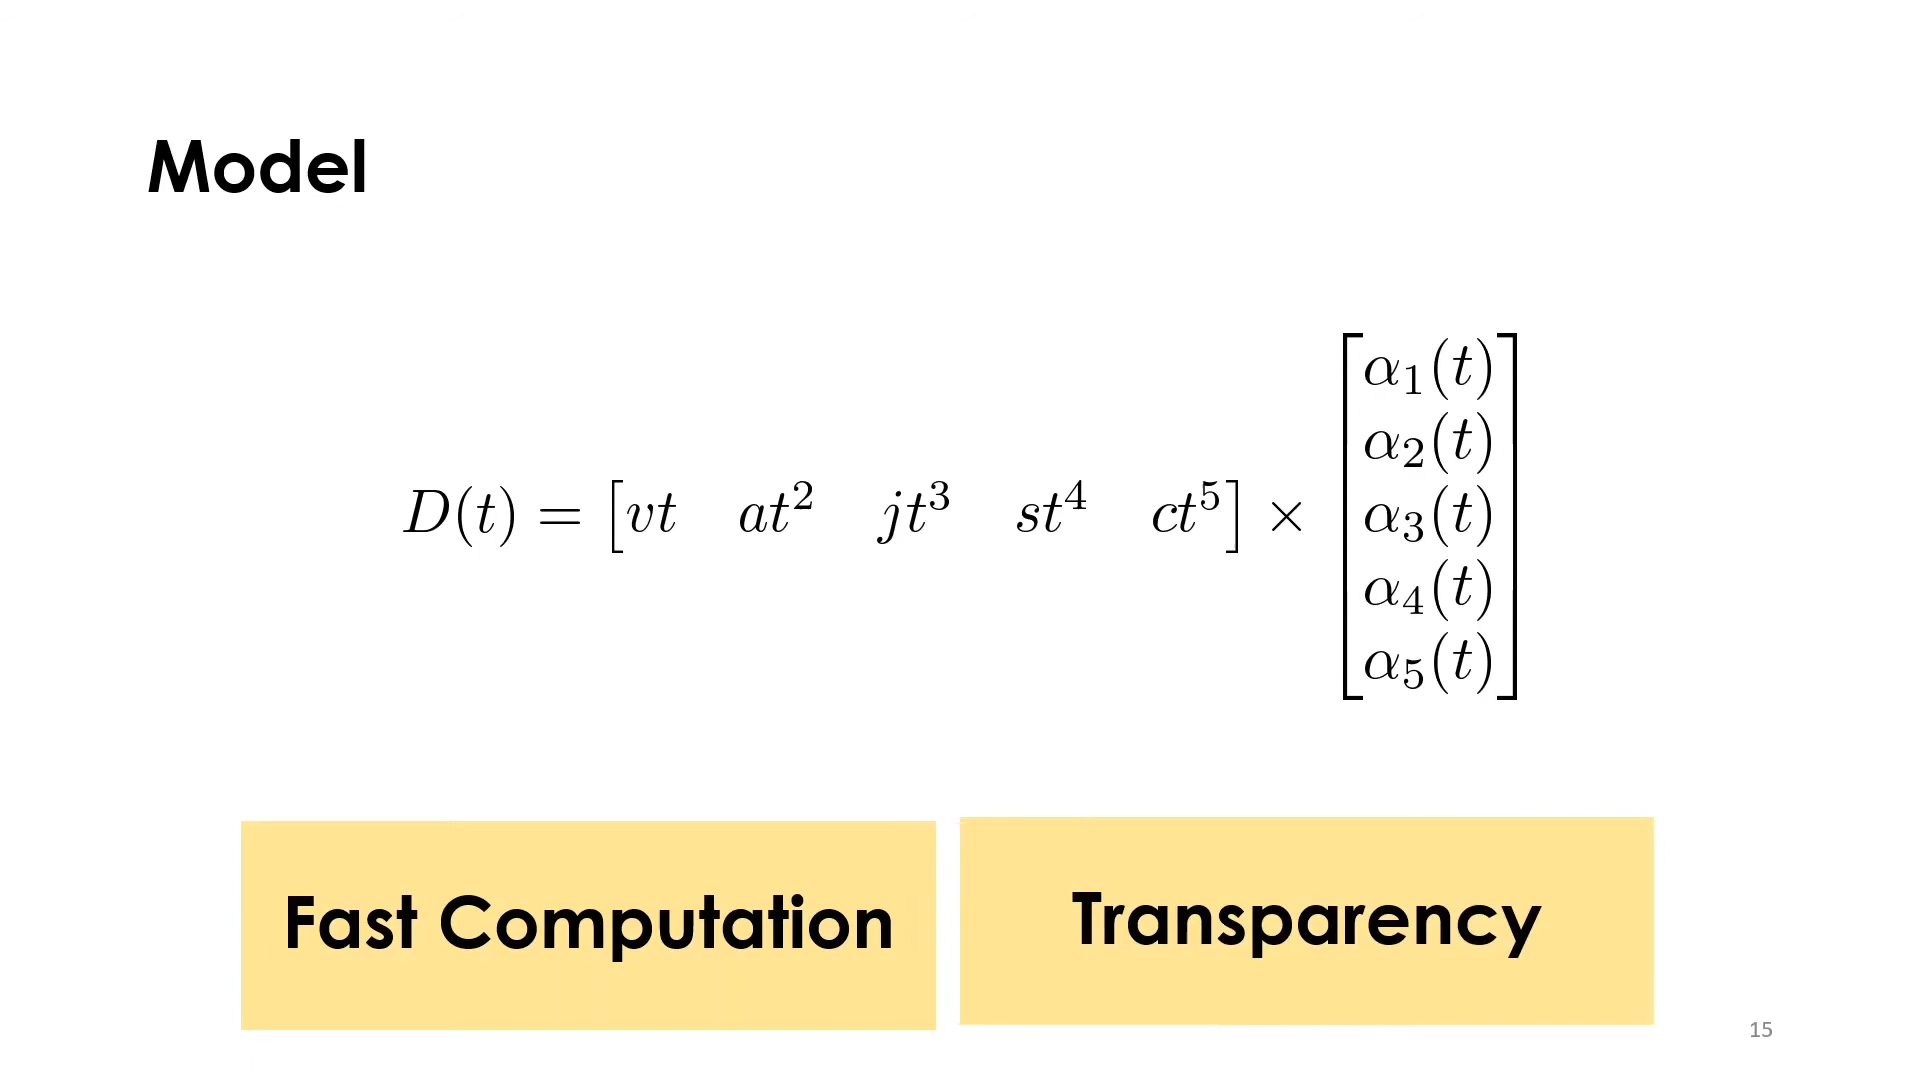 Model
D(t) = [vt at² jt³ st⁴ ct⁵] × [α₁(t)
α₂(t)
α₃(t)
α₄(t)
α₅(t)]
Fast Computation
Transparency
15